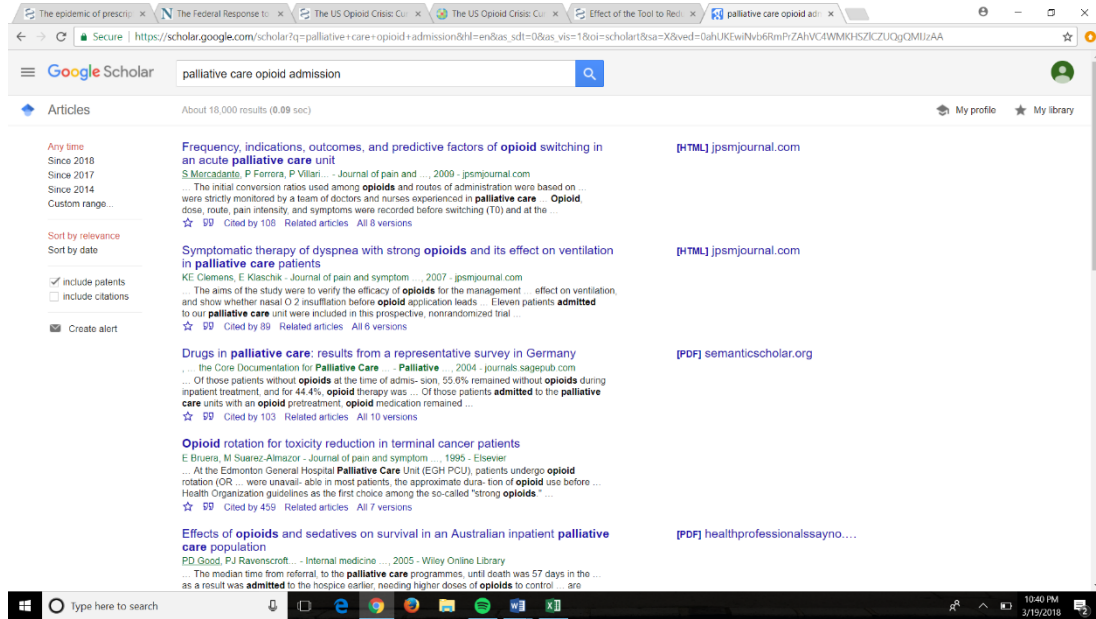 The epidemic of prescrip
The Federal Response to
The US Opioid Crisis: Cur
The US Opioid Crisis: Cur
Effect of the Tool to Redu
palliative care opioid adm
Secure https://scholar.google.com/scholar?q=palliative+care+opioid+admission&hl=en&as_sdt=0&as_vis=1&oi=scholart&sa=X&ved=
Google Scholar
palliative care opioid admission
Articles
About 18,000 results (0.09 sec)
My profile
My library
Any time
Since 2018
Since 2017
Since 2014
Custom range...
Sort by relevance
Sort by date
include patents
include citations
Create alert
Frequency, indications, outcomes, and predictive factors of opioid switching in
an acute palliative care unit
S Mercadante, P Ferrera, P Villari... - Journal of pain and ..., 2009 - jpsmjournal.com
... The initial conversion ratios used among opioids and routes of administration were based on ...
were strictly monitored by a team of doctors and nurses experienced in palliative care ... Opioid,
dose, route, pain intensity, and symptoms were recorded before switching (T0) and at the ...
Cited by 108 Related articles All 8 versions
[HTML] jpsmjournal.com
Symptomatic therapy of dyspnea with strong opioids and its effect on ventilation
in palliative care patients
KE Clemens, E Klaschik - Journal of pain and symptom ..., 2007 - jpsmjournal.com
... The aims of the study were to verify the efficacy of opioids for the management ... effect on ventilation,
and show whether nasal O 2 insufflation before opioid application leads ... Eleven patients admitted
to our palliative care unit were included in this prospective, nonrandomized trial ...
Cited by 89 Related articles All 6 versions
[HTML] jpsmjournal.com
Drugs in palliative care: results from a representative survey in Germany
, ... the Core Documentation for Palliative Care ... - Palliative ..., 2004 - journals.sagepub.com
... Of those patients without opioids at the time of admis- sion, 55.6% remained without opioids during
inpatient treatment, and for 44.4%, opioid therapy was ... Of those patients admitted to the palliative
care units with an opioid pretreatment, opioid medication remained ...
Cited by 103 Related articles All 10 versions
[PDF] semanticscholar.org
Opioid rotation for toxicity reduction in terminal cancer patients
E Bruera, M Suarez-Almazor - Journal of pain and symptom ..., 1995 - Elsevier
... At the Edmonton General Hospital Palliative Care Unit (EGH PCU), patients undergo opioid
rotation (OR ... were unavail- able in most patients, the approximate dura- tion of opioid use before ...
Health Organization guidelines as the first choice among the so-called "strong opioids " ...
Cited by 459 Related articles All 7 versions
Effects of opioids and sedatives on survival in an Australian inpatient palliative
care population
PD Good, PJ Ravenscroft... - Internal medicine ..., 2005 - Wiley Online Library
... The median time from referral, to the palliative care programmes, until death was 57 days in the ...
as a result was admitted to the hospice earlier, needing higher doses of opioids to control ... are
[PDF] healthprofessionalssayno....
Type here to search
10:40 PM
3/19/2018